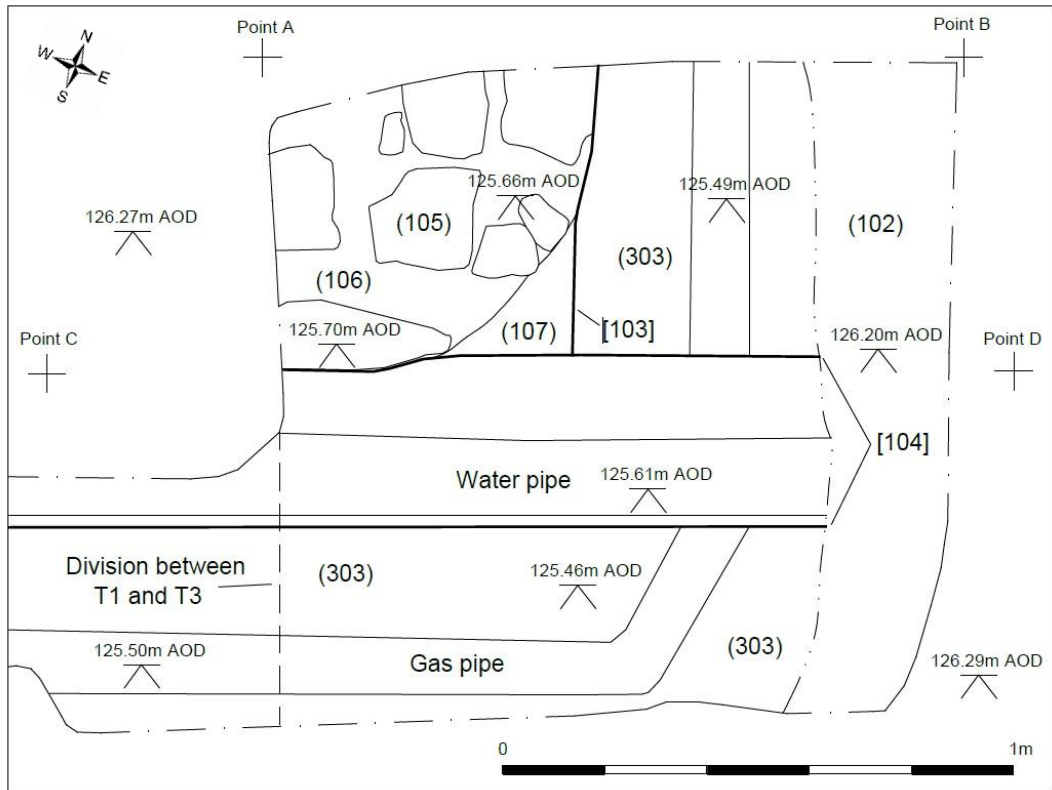 Point A
Point B
N
W
E
S
125.66m AOD
125.49m AOD
126.27m AOD
(105)
(102)
(303)
(106)
125.70m AOD
(107)
[103]
Point C
126.20m AOD
Point D
[104]
Water pipe
125.61m AOD
Division between
T1 and T3
(303)
125.46m AOD
(303)
125.50m AOD
Gas pipe
126.29m AOD
0
1m